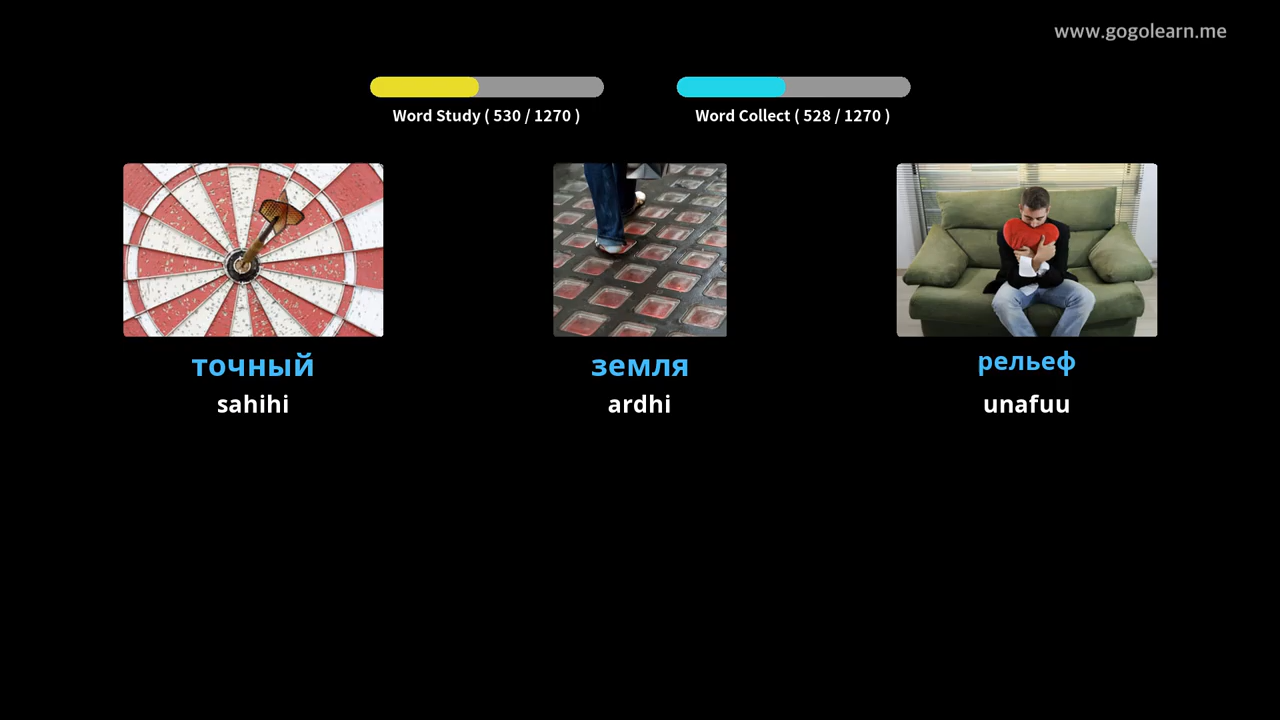 www.gogolearn.me
Word Study ( 530 / 1270 )
Word Collect ( 528 / 1270 )
точный
sahihi
земля
ardhi
рельеф
unafuu